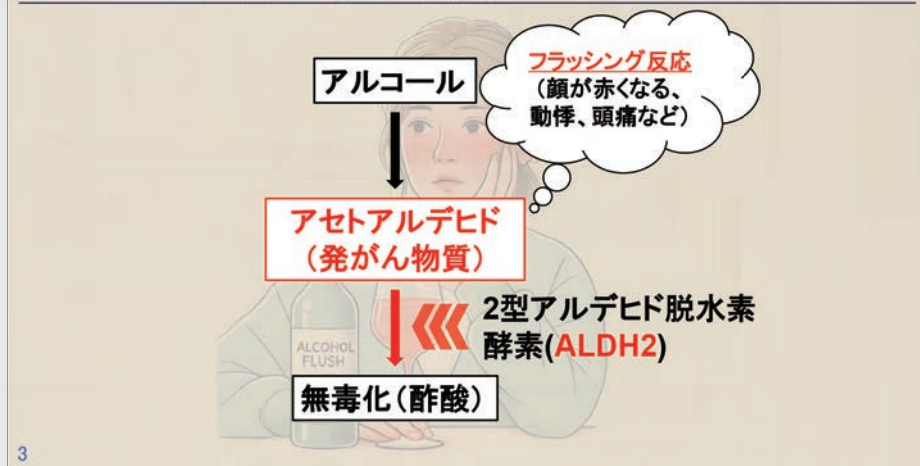 アルコール
フラッシング反応
（顔が赤くなる、
動悸、頭痛など）
アセトアルデヒド
（発がん物質）
2型アルデヒド脱水素
酵素(ALDH2)
ALCOHOL
FLUSH
無毒化（酢酸）
3